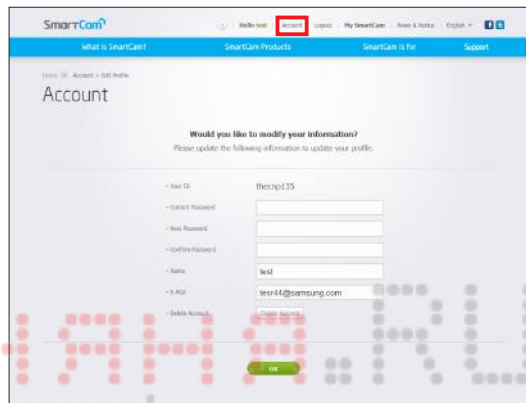 SmartCam
Hello test Account Logout My SmartCam News & Notice English
What is SmartCam? SmartCam Products SmartCam is for Support
Home Account > Edit Profile
Account
Would you like to modify your information?
Please update the following information to update your profile.
- User ID thecnp135
- Current Password
- New Password
- Confirm Password
- Name test
- E-Mail tesr44@samsung.com
- Delete Account Delete Account
OK